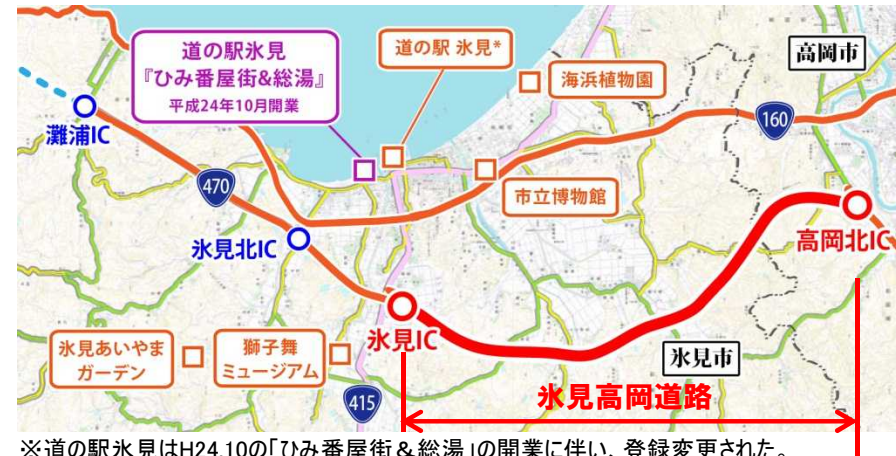 道の駅氷見
『ひみ番屋街&総湯』
平成24年10月開業
道の駅 氷見*
海浜植物園
高岡市
灘浦IC
160
470
市立博物館
氷見北IC
高岡北IC
氷見IC
氷見あいやま
ガーデン
獅子舞
ミュージアム
氷見市
415
氷見高岡道路
※道の駅氷見はH24.10の「ひみ番屋街&総湯」の開業に伴い、登録変更された。